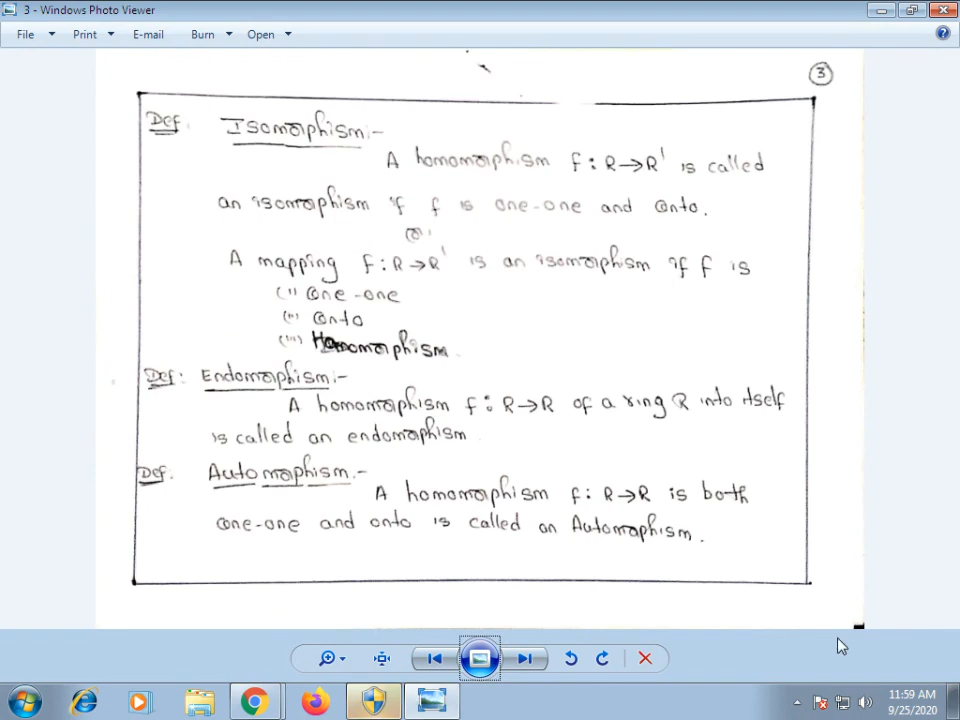 3 - Windows Photo Viewer
File Print E-mail Burn Open
3
Def. Isomorphism:-
A homomorphism f : R → R' is called
an isomorphism if f is one-one and onto.
(or)
A mapping f : R → R' is an isomorphism if f is
(i) One-one
(ii) Onto
(iii) Homomorphism.
Def: Endomorphism:-
A homomorphism f : R → R of a ring R into itself
is called an endomorphism
Def. Automorphism:-
A homomorphism f : R → R is both
one-one and onto is called an Automorphism.
11:59 AM
9/25/2020